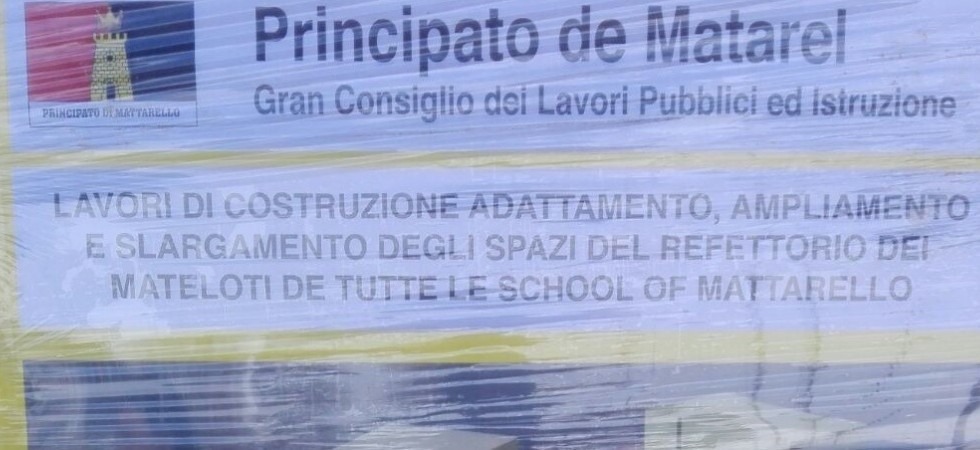 Principato de Matarel
PRINCIPATO DI MATTARELLO
Gran Consiglio dei Lavori Pubblici ed Istruzione
LAVORI DI COSTRUZIONE ADATTAMENTO, AMPLIAMENTO
E SLARGAMENTO DEGLI SPAZI DEL REFETTORIO DEI
MATELOTI DE TUTTE LE SCHOOL OF MATTARELLO